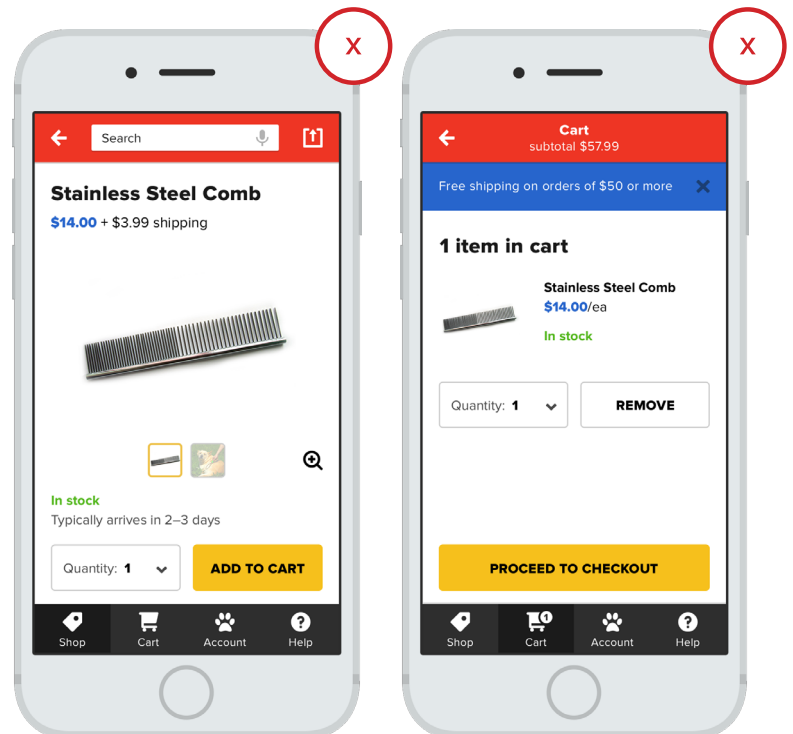 X
Search
Stainless Steel Comb
$14.00 + $3.99 shipping
In stock
Typically arrives in 2–3 days
Quantity: 1
ADD TO CART
Shop
Cart
Account
Help
X
Cart
subtotal $57.99
Free shipping on orders of $50 or more
1 item in cart
Stainless Steel Comb
$14.00/ea
In stock
Quantity: 1
REMOVE
PROCEED TO CHECKOUT
1
Shop
Cart
Account
Help